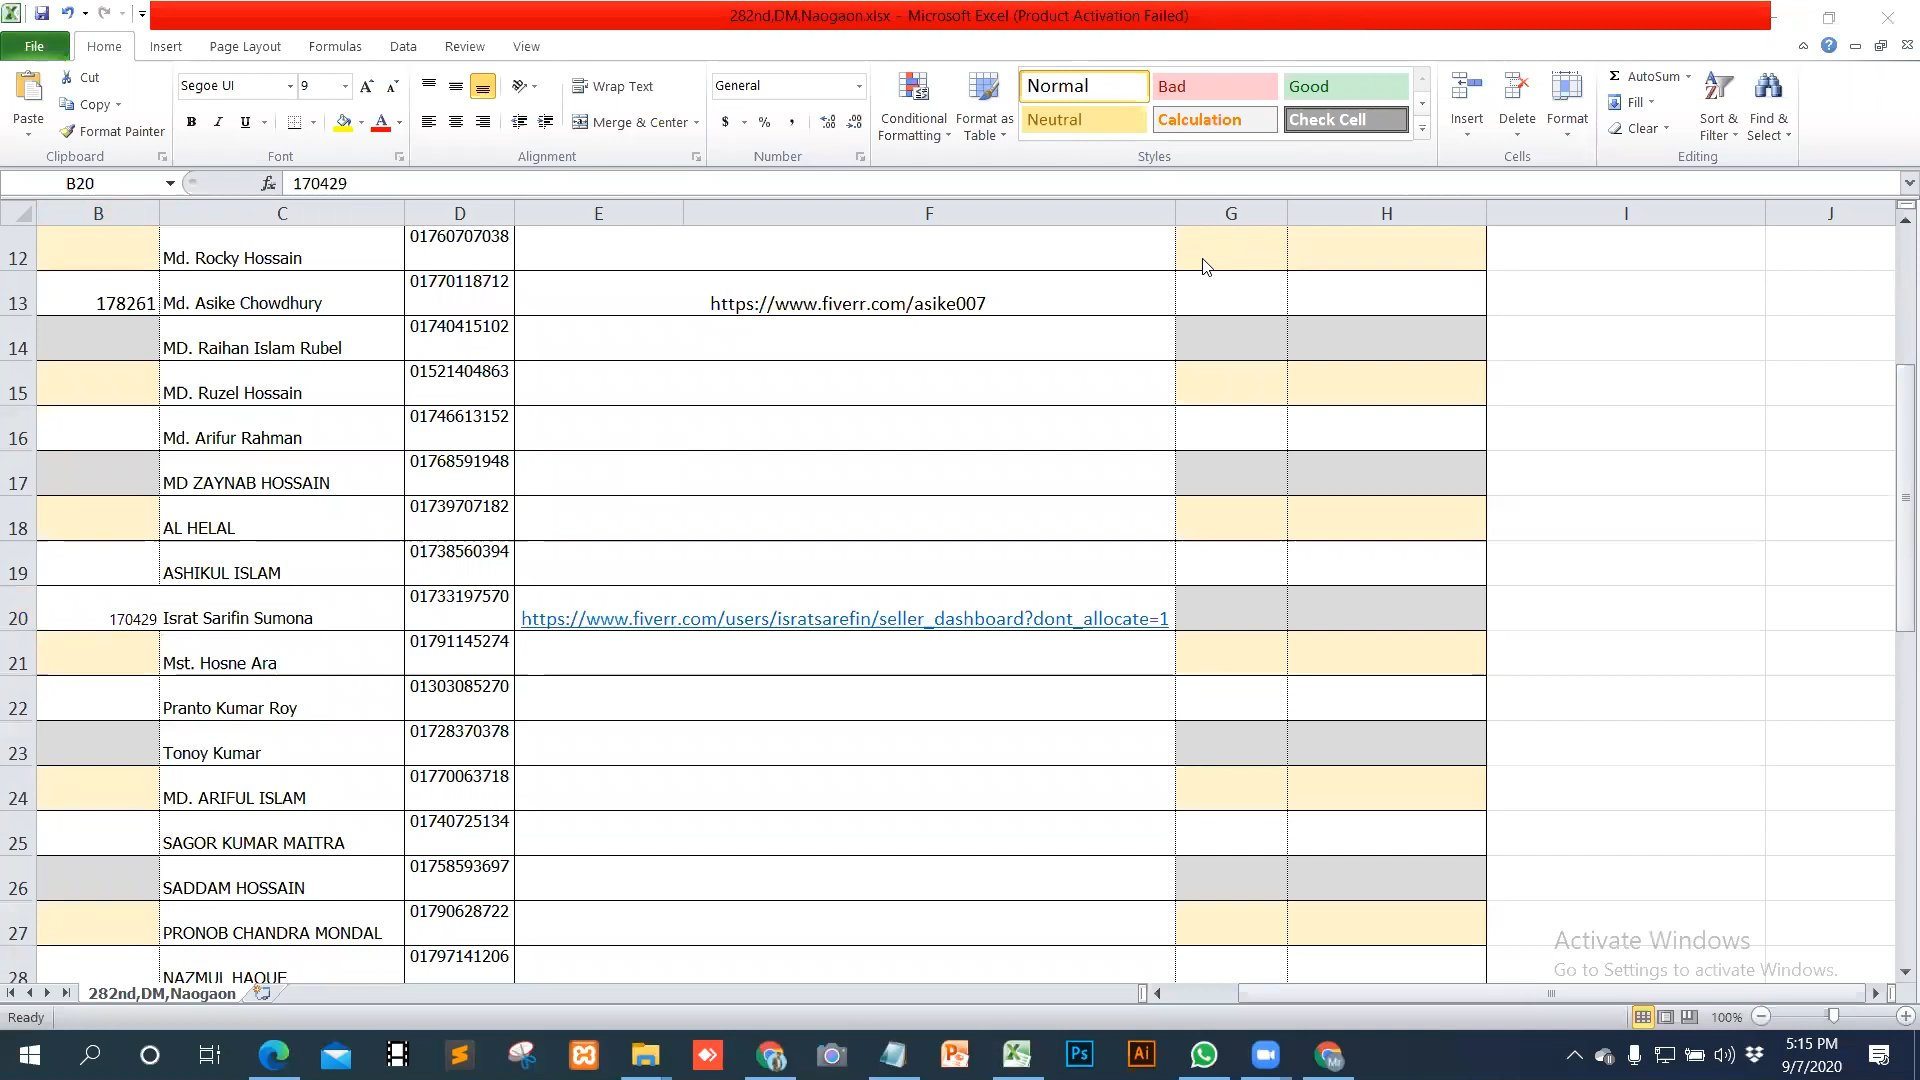 282nd,DM,Naogaon.xlsx - Microsoft Excel (Product Activation Failed)
File Home Insert Page Layout Formulas Data Review View
Paste Cut Copy Format Painter Clipboard
Segoe UI 9 B I U Font
Wrap Text Merge & Center Alignment
General $ % , Number
Conditional Formatting Format as Table Normal Bad Good Neutral Calculation Check Cell Styles
Insert Delete Format Cells
AutoSum Fill Clear Sort & Filter Find & Select Editing
B20 fx 170429
B C D E F G H I J
12 Md. Rocky Hossain 01760707038
13 178261 Md. Asike Chowdhury 01770118712 https://www.fiverr.com/asike007
14 MD. Raihan Islam Rubel 01740415102
15 MD. Ruzel Hossain 01521404863
16 Md. Arifur Rahman 01746613152
17 MD ZAYNAB HOSSAIN 01768591948
18 AL HELAL 01739707182
19 ASHIKUL ISLAM 01738560394
20 170429 Israt Sarifin Sumona 01733197570 https://www.fiverr.com/users/isratsarefin/seller_dashboard?dont_allocate=1
21 Mst. Hosne Ara 01791145274
22 Pranto Kumar Roy 01303085270
23 Tonoy Kumar 01728370378
24 MD. ARIFUL ISLAM 01770063718
25 SAGOR KUMAR MAITRA 01740725134
26 SADDAM HOSSAIN 01758593697
27 PRONOB CHANDRA MONDAL 01790628722
28 NAZMUL HAQUE 01797141206
Activate Windows
Go to Settings to activate Windows.
282nd,DM,Naogaon
Ready 100%
Ps Ai
5:15 PM
9/7/2020